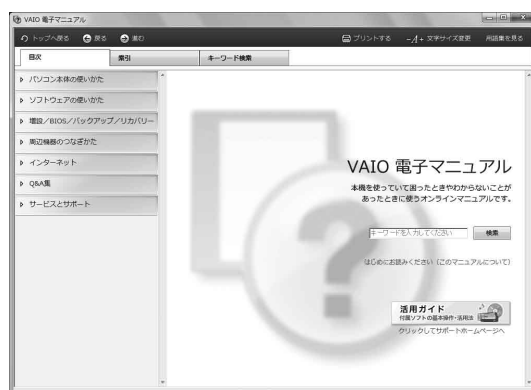 VAIO 電子マニュアル
トップへ戻る 戻る 進む プリントする -A+ 文字サイズ変更 用語集を見る
目次 索引 キーワード検索
パソコン本体の使いかた
ソフトウェアの使いかた
増設／BIOS／バックアップ／リカバリー
周辺機器のつなぎかた
インターネット
Q&A集
サービスとサポート
VAIO 電子マニュアル
本機を使っていて困ったときやわからないことが
あったときに使うオンラインマニュアルです。
キーワードを入力してください 検索
はじめにお読みください（このマニュアルについて）
活用ガイド
付属ソフトの基本操作・活用法
クリックしてサポートホームページへ